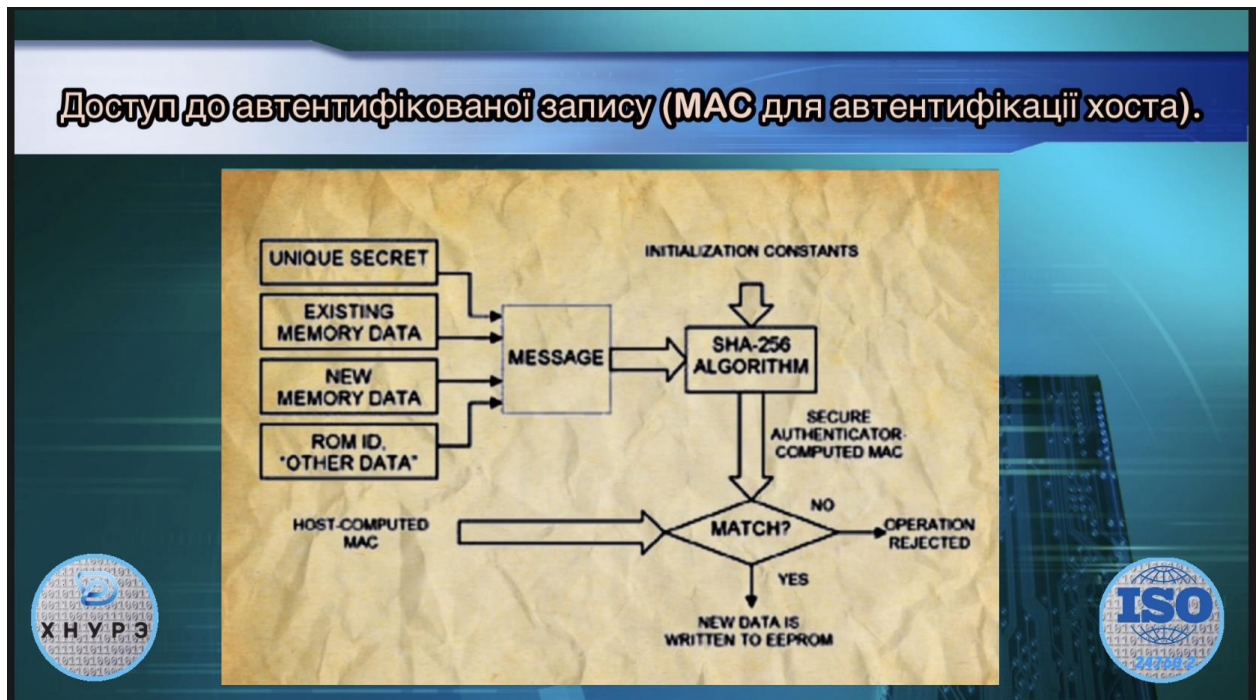 Доступ до автентифікованої запису (MAC для автентифікації хоста).
UNIQUE SECRET
EXISTING
MEMORY DATA
NEW
MEMORY DATA
ROM ID,
"OTHER DATA"
MESSAGE
INITIALIZATION CONSTANTS
SHA-256
ALGORITHM
SECURE
AUTHENTICATOR-
COMPUTED MAC
HOST-COMPUTED
MAC
MATCH?
NO
OPERATION
REJECTED
YES
NEW DATA IS
WRITTEN TO EEPROM
ХНУРЭ
ISO